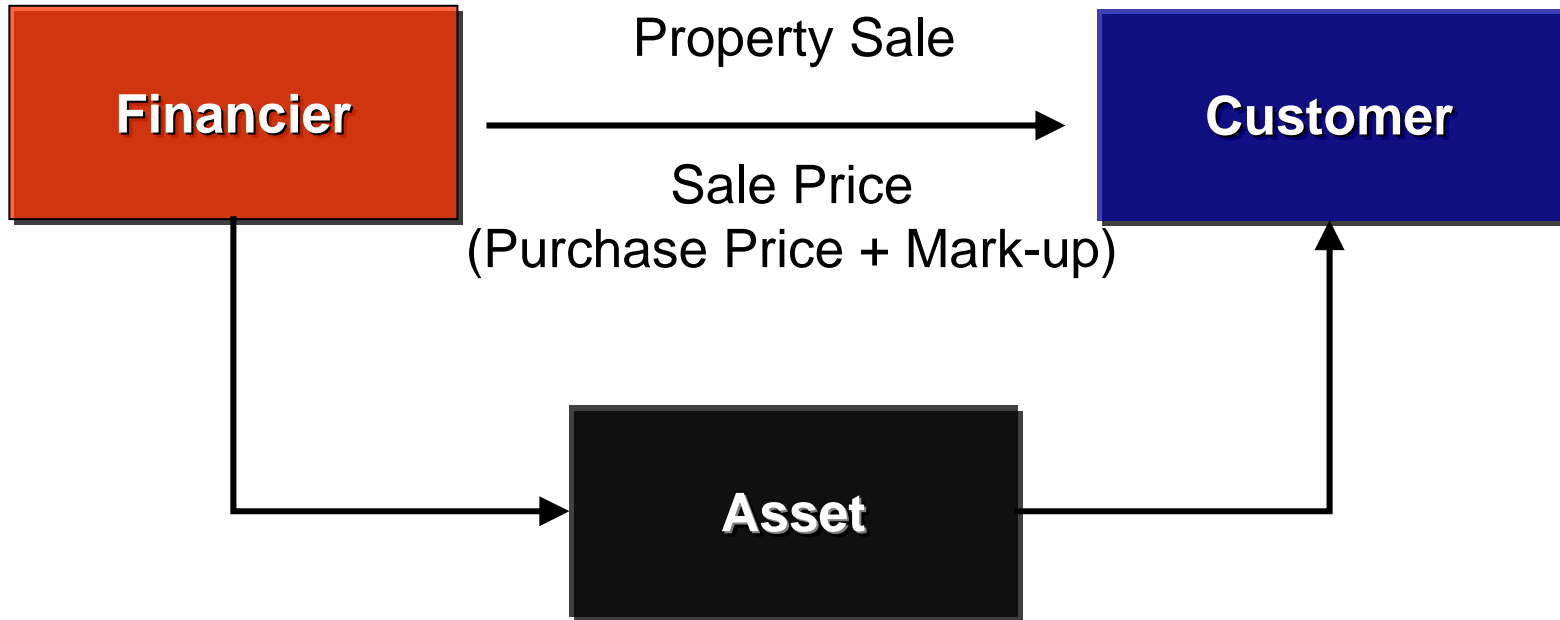 Financier
Property Sale
Customer
Sale Price
(Purchase Price + Mark-up)
Asset